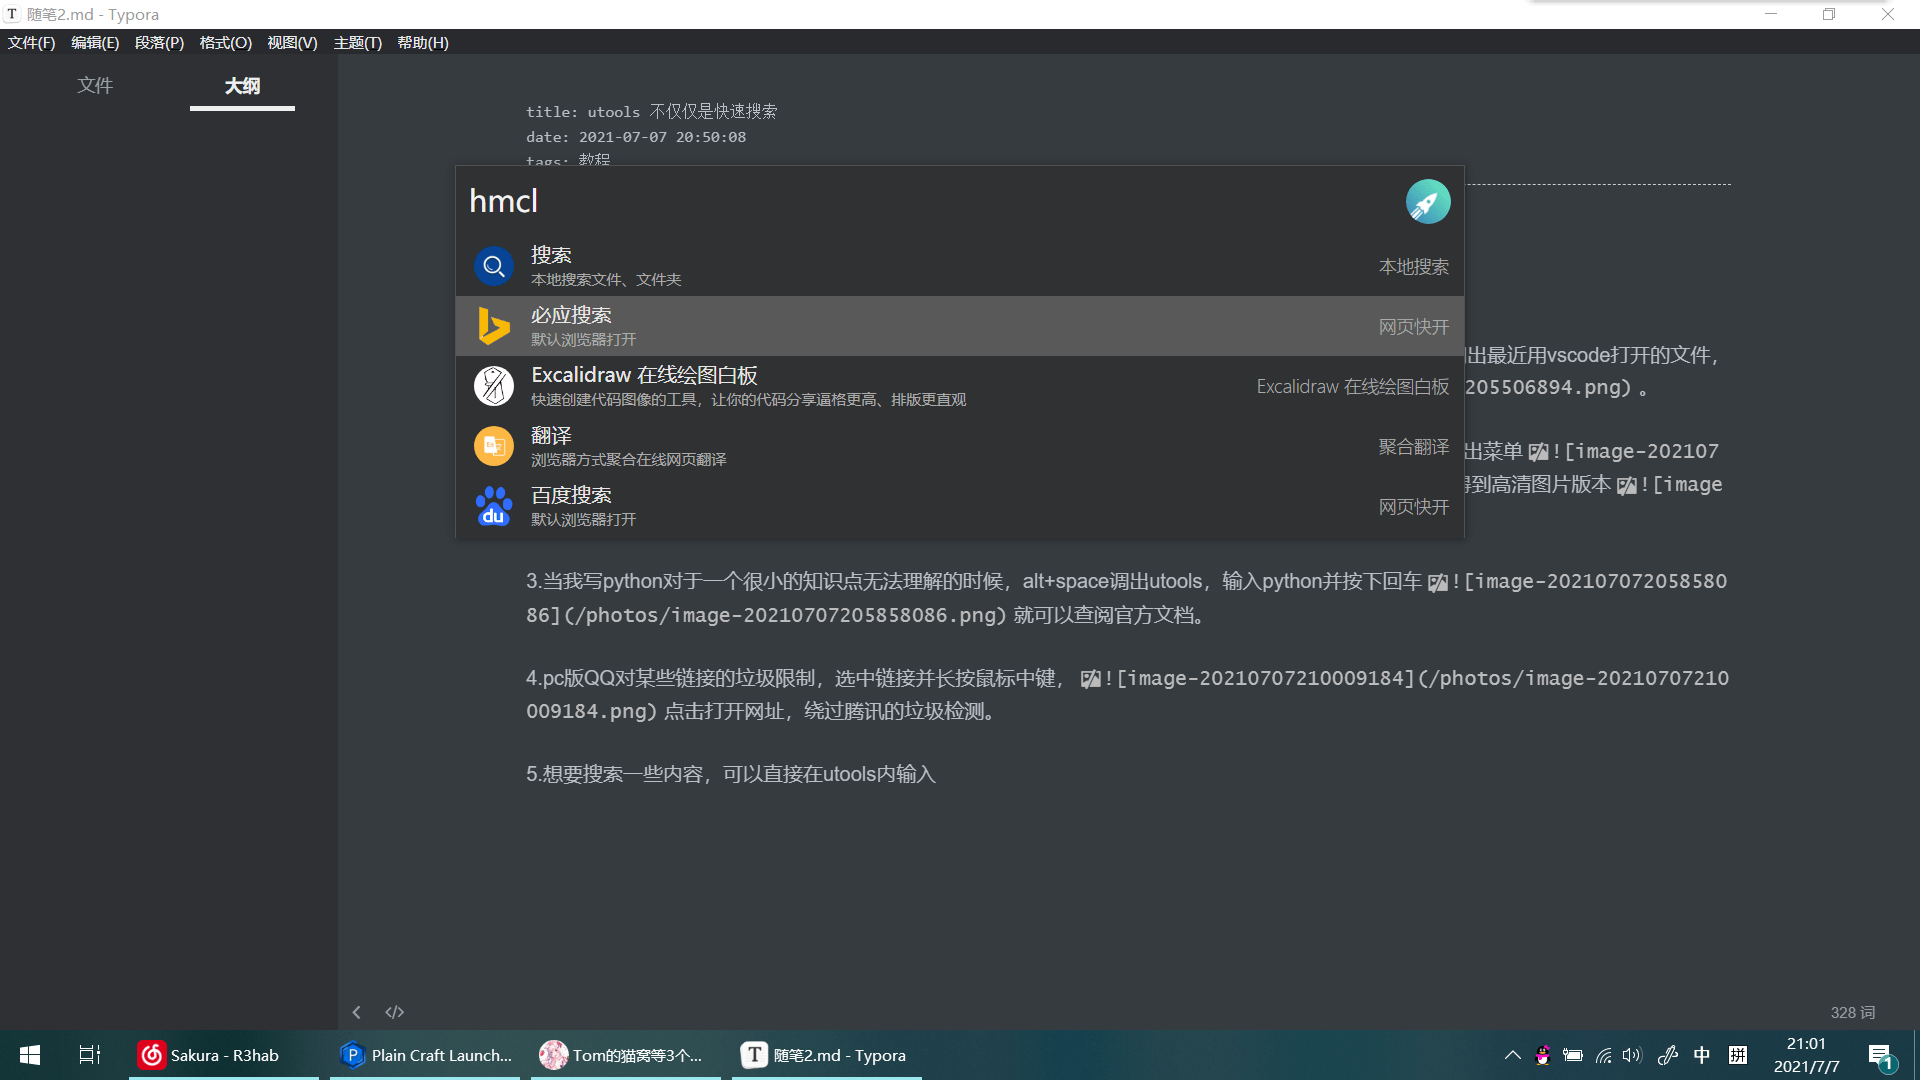 随笔2.md - Typora
文件(F) 编辑(E) 段落(P) 格式(O) 视图(V) 主题(T) 帮助(H)
文件 大纲
title: utools 不仅仅是快速搜索
date: 2021-07-07 20:50:08
tags: 教程
hmcl
搜索
本地搜索文件、文件夹
本地搜索
必应搜索
默认浏览器打开
网页快开
Excalidraw 在线绘图白板
快速创建代码图像的工具，让你的代码分享逼格更高、排版更直观
Excalidraw 在线绘图白板
翻译
浏览器方式聚合在线网页翻译
聚合翻译
百度搜索
默认浏览器打开
网页快开
出最近用vscode打开的文件，
205506894.png) 。
出菜单 ![image-202107
得到高清图片版本 ![image
3.当我写python对于一个很小的知识点无法理解的时候，alt+space调出utools，输入python并按下回车 ![image-202107072058580
86](/photos/image-20210707205858086.png) 就可以查阅官方文档。
4.pc版QQ对某些链接的垃圾限制，选中链接并长按鼠标中键， ![image-20210707210009184](/photos/image-20210707210
009184.png) 点击打开网址，绕过腾讯的垃圾检测。
5.想要搜索一些内容，可以直接在utools内输入
328 词
Sakura - R3hab
Plain Craft Launch...
Tom的猫窝等3个...
随笔2.md - Typora
中 拼
21:01
2021/7/7
1